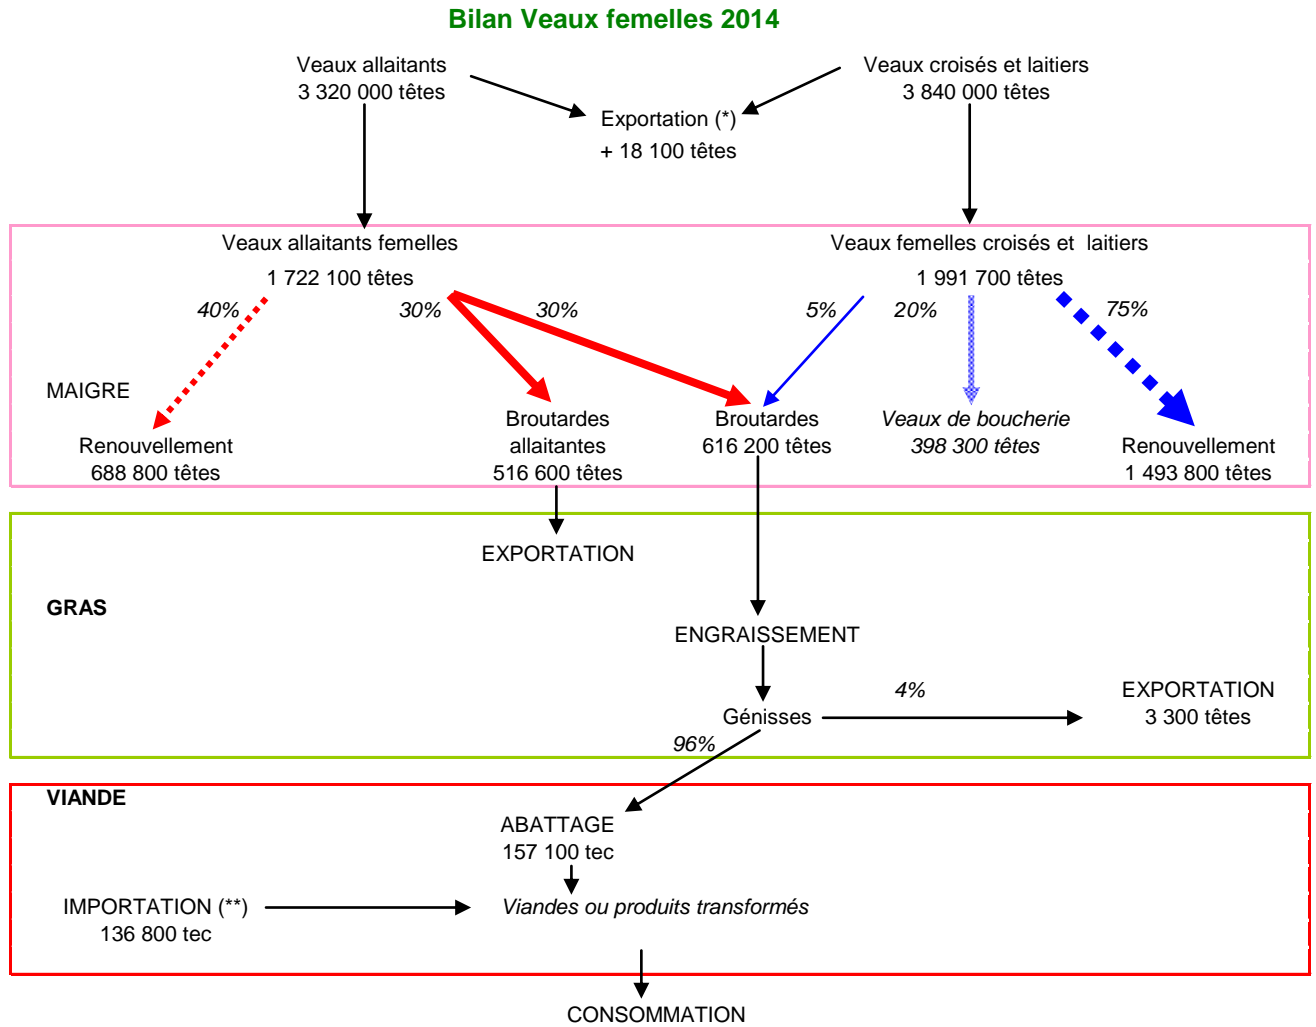 Bilan Veaux femelles 2014
Veaux allaitants
3 320 000 têtes
Veaux croisés et laitiers
3 840 000 têtes
Exportation (*)
+ 18 100 têtes
Veaux allaitants femelles
1 722 100 têtes
Veaux femelles croisés et laitiers
1 991 700 têtes
40%
30%
30%
5%
20%
75%
MAIGRE
Renouvellement
688 800 têtes
Broutardes
allaitantes
516 600 têtes
Broutardes
616 200 têtes
Veaux de boucherie
398 300 têtes
Renouvellement
1 493 800 têtes
EXPORTATION
GRAS
ENGRAISSEMENT
Génisses
4%
EXPORTATION
3 300 têtes
96%
VIANDE
ABATTAGE
157 100 tec
IMPORTATION (**)
136 800 tec
Viandes ou produits transformés
CONSOMMATION